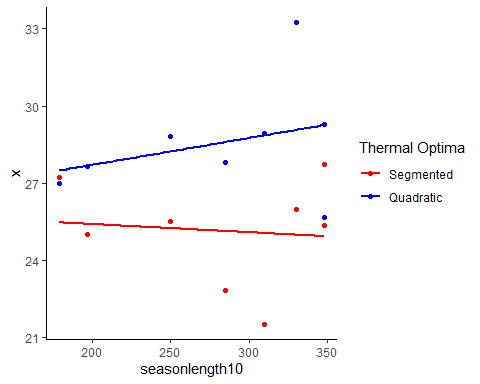 33
30
27
24
21
x
200
250
300
350
seasonlength10
Thermal Optima
Segmented
Quadratic